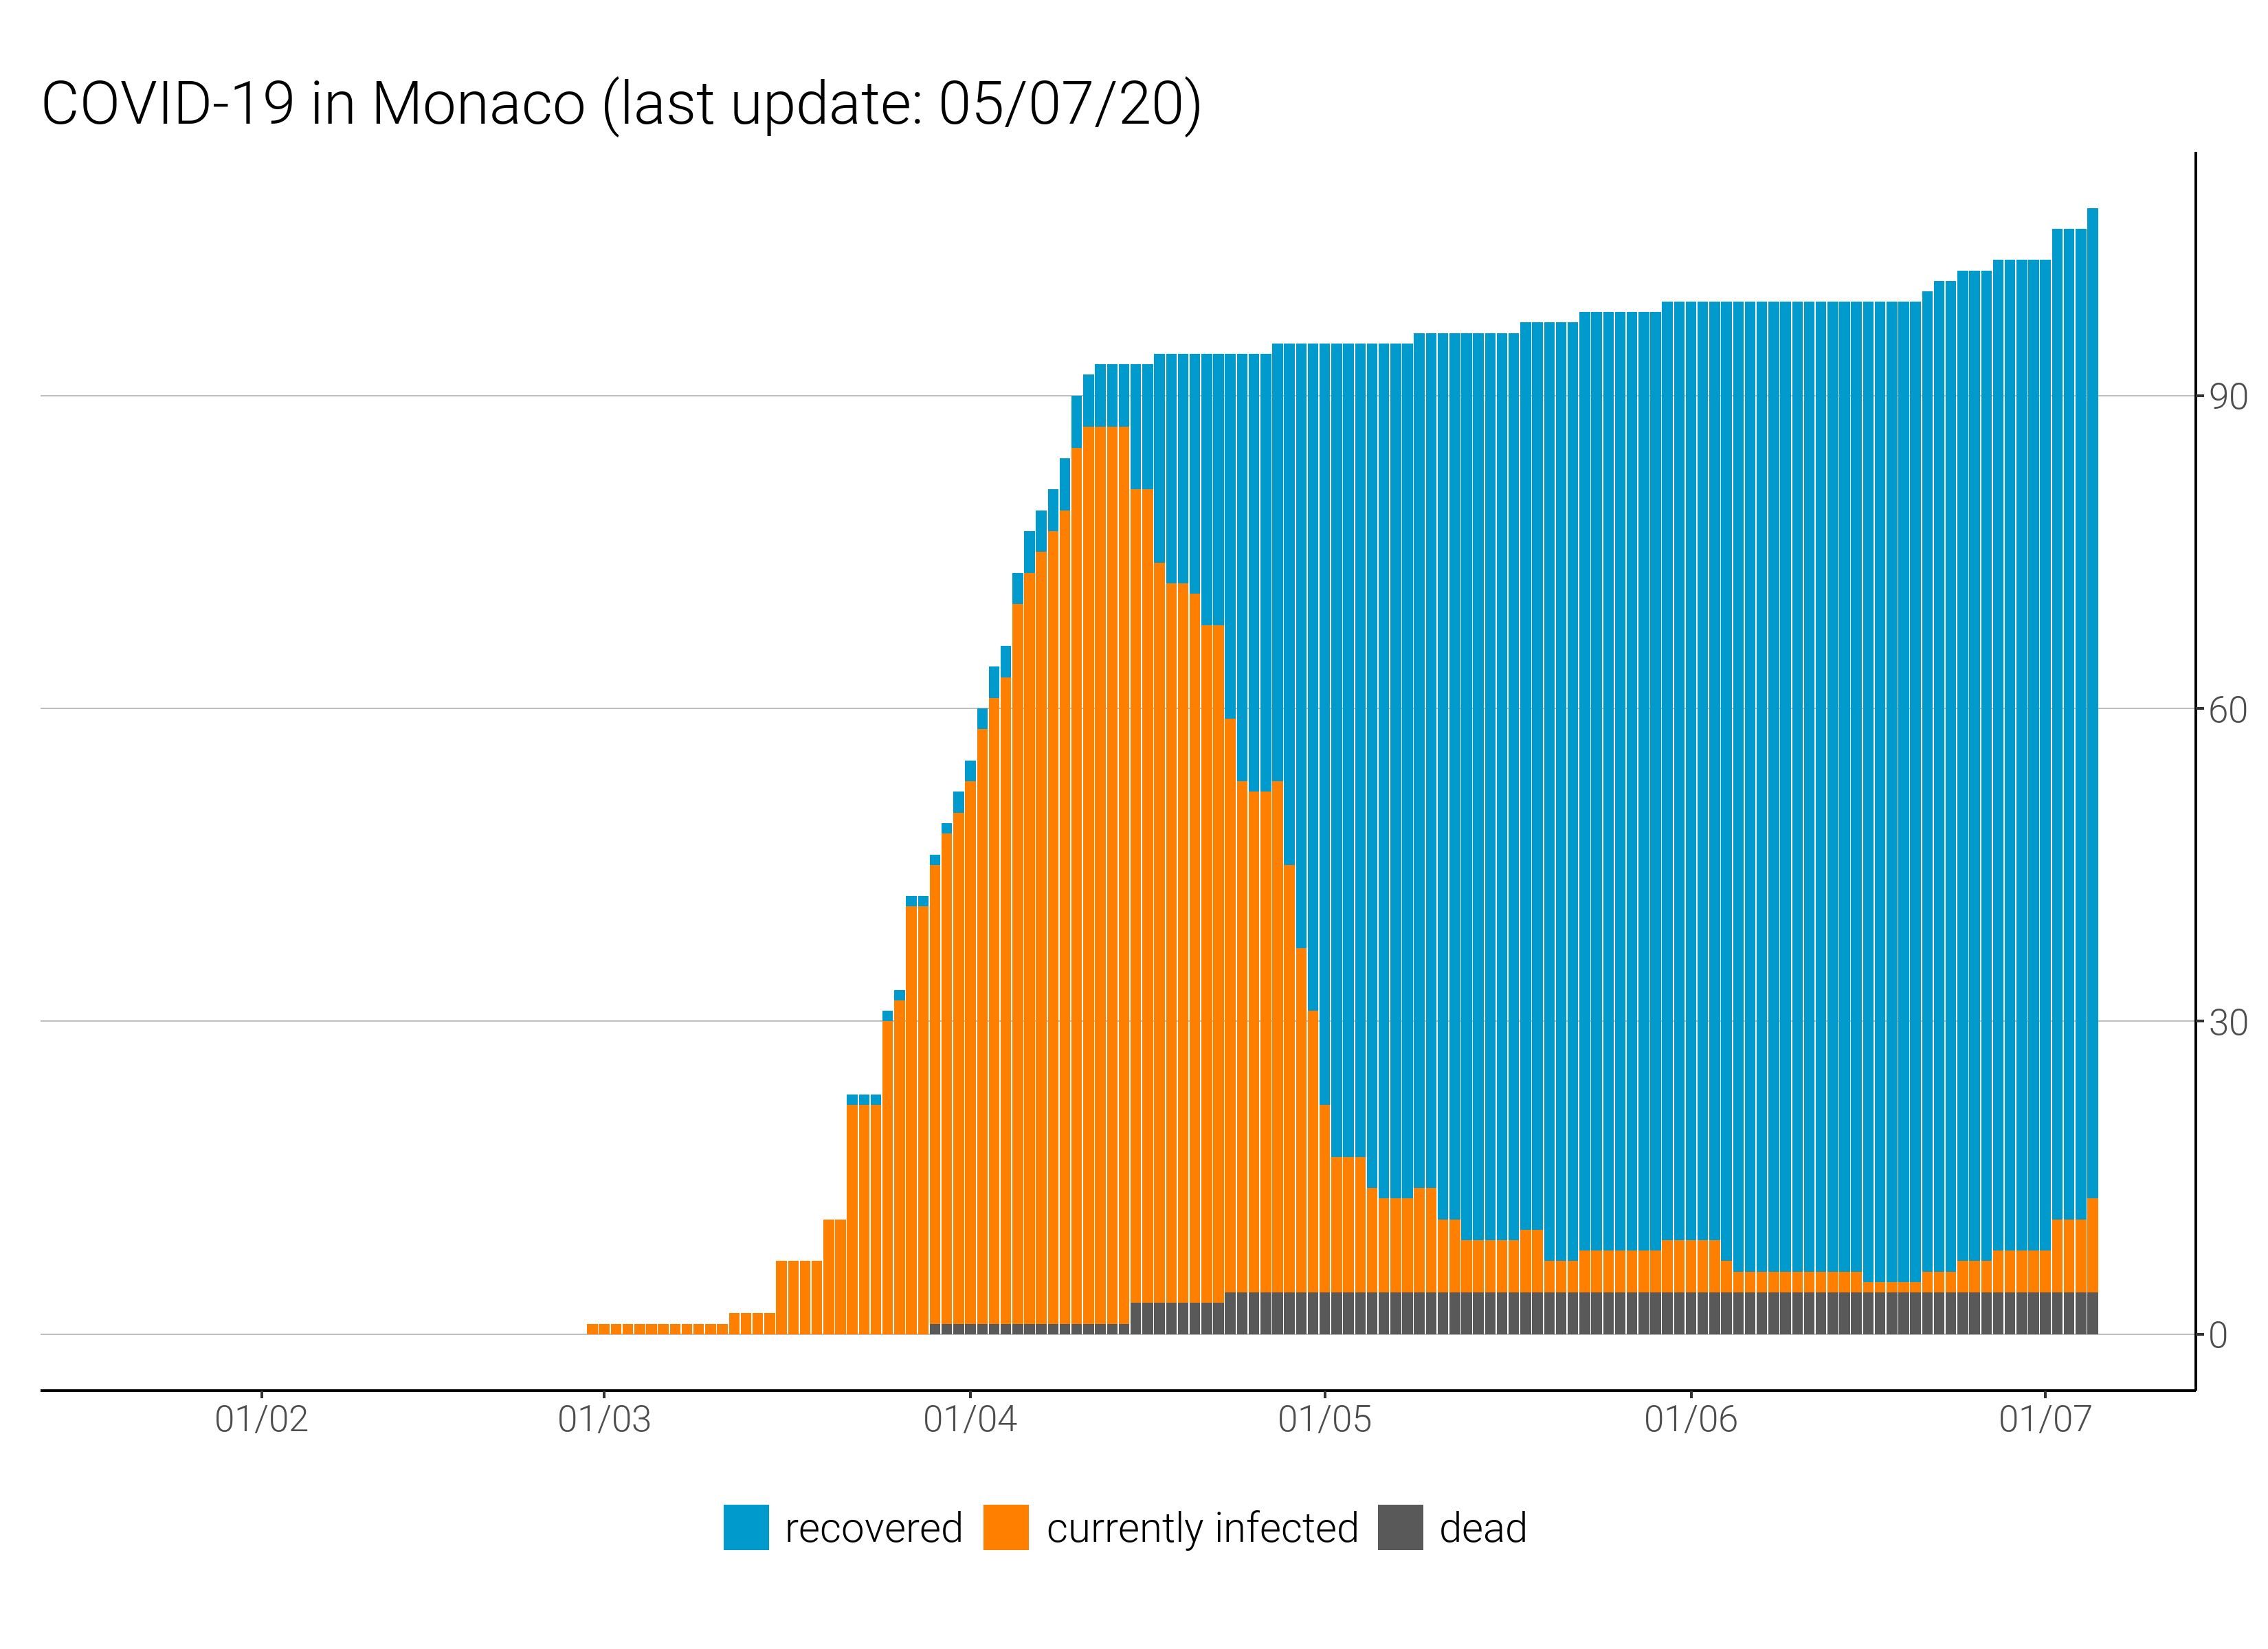 COVID-19 in Monaco (last update: 05/07/20)
90
60
30
0
01/02 01/03 01/04 01/05 01/06 01/07
recovered currently infected dead